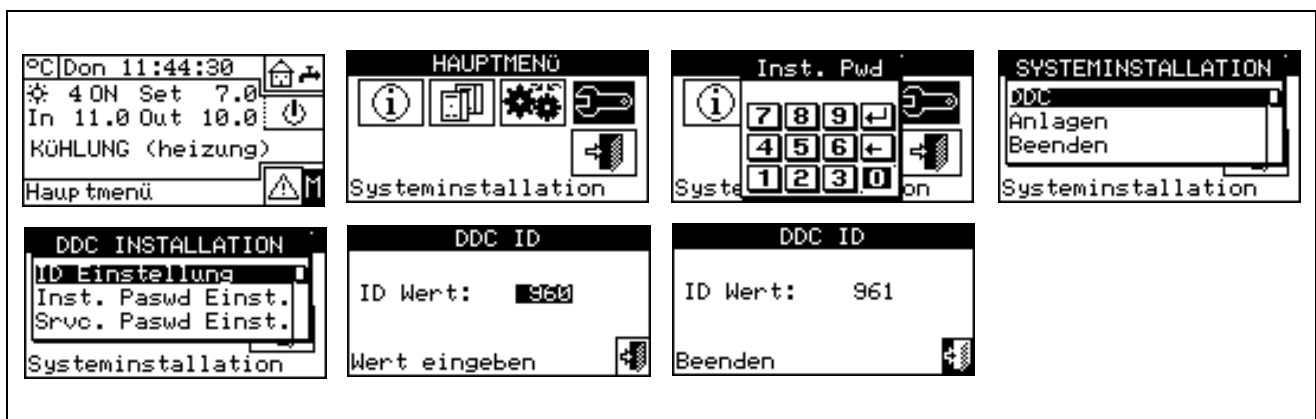 ºC Don 11:44:30
4 ON Set 7.0
In 11.0 Out 10.0
KÜHLUNG (heizung)
Haup tmenü
M
HAUPTMENÜ
i
Systeminstallation
Inst. Pwd
i
7 8 9
4 5 6
1 2 3 0
Syste on
SYSTEMINSTALLATION
DDC
Anlagen
Beenden
Systeminstallation
DDC INSTALLATION
ID Einstellung
Inst. Paswd Einst.
Srvc. Paswd Einst.
Systeminstallation
DDC ID
ID Wert: 960
Wert eingeben
DDC ID
ID Wert: 961
Beenden